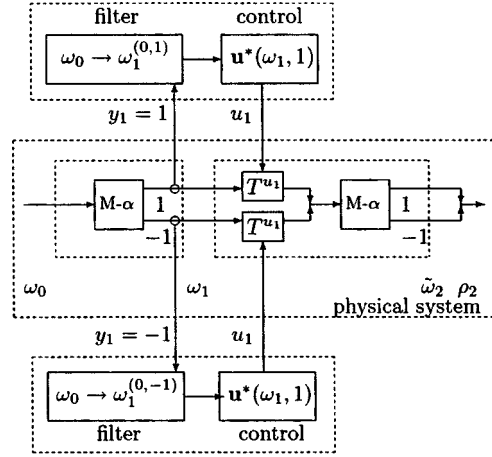 filter control
ω₀ → ω₁^(0,1) u*(ω₁, 1)
y₁ = 1 u₁
M-α 1 T^u₁ M-α 1
−1 T^u₁ −1
ω₀ ω₁ ω̃₂ ρ₂
physical system
y₁ = −1 u₁
ω₀ → ω₁^(0,−1) u*(ω₁, 1)
filter control